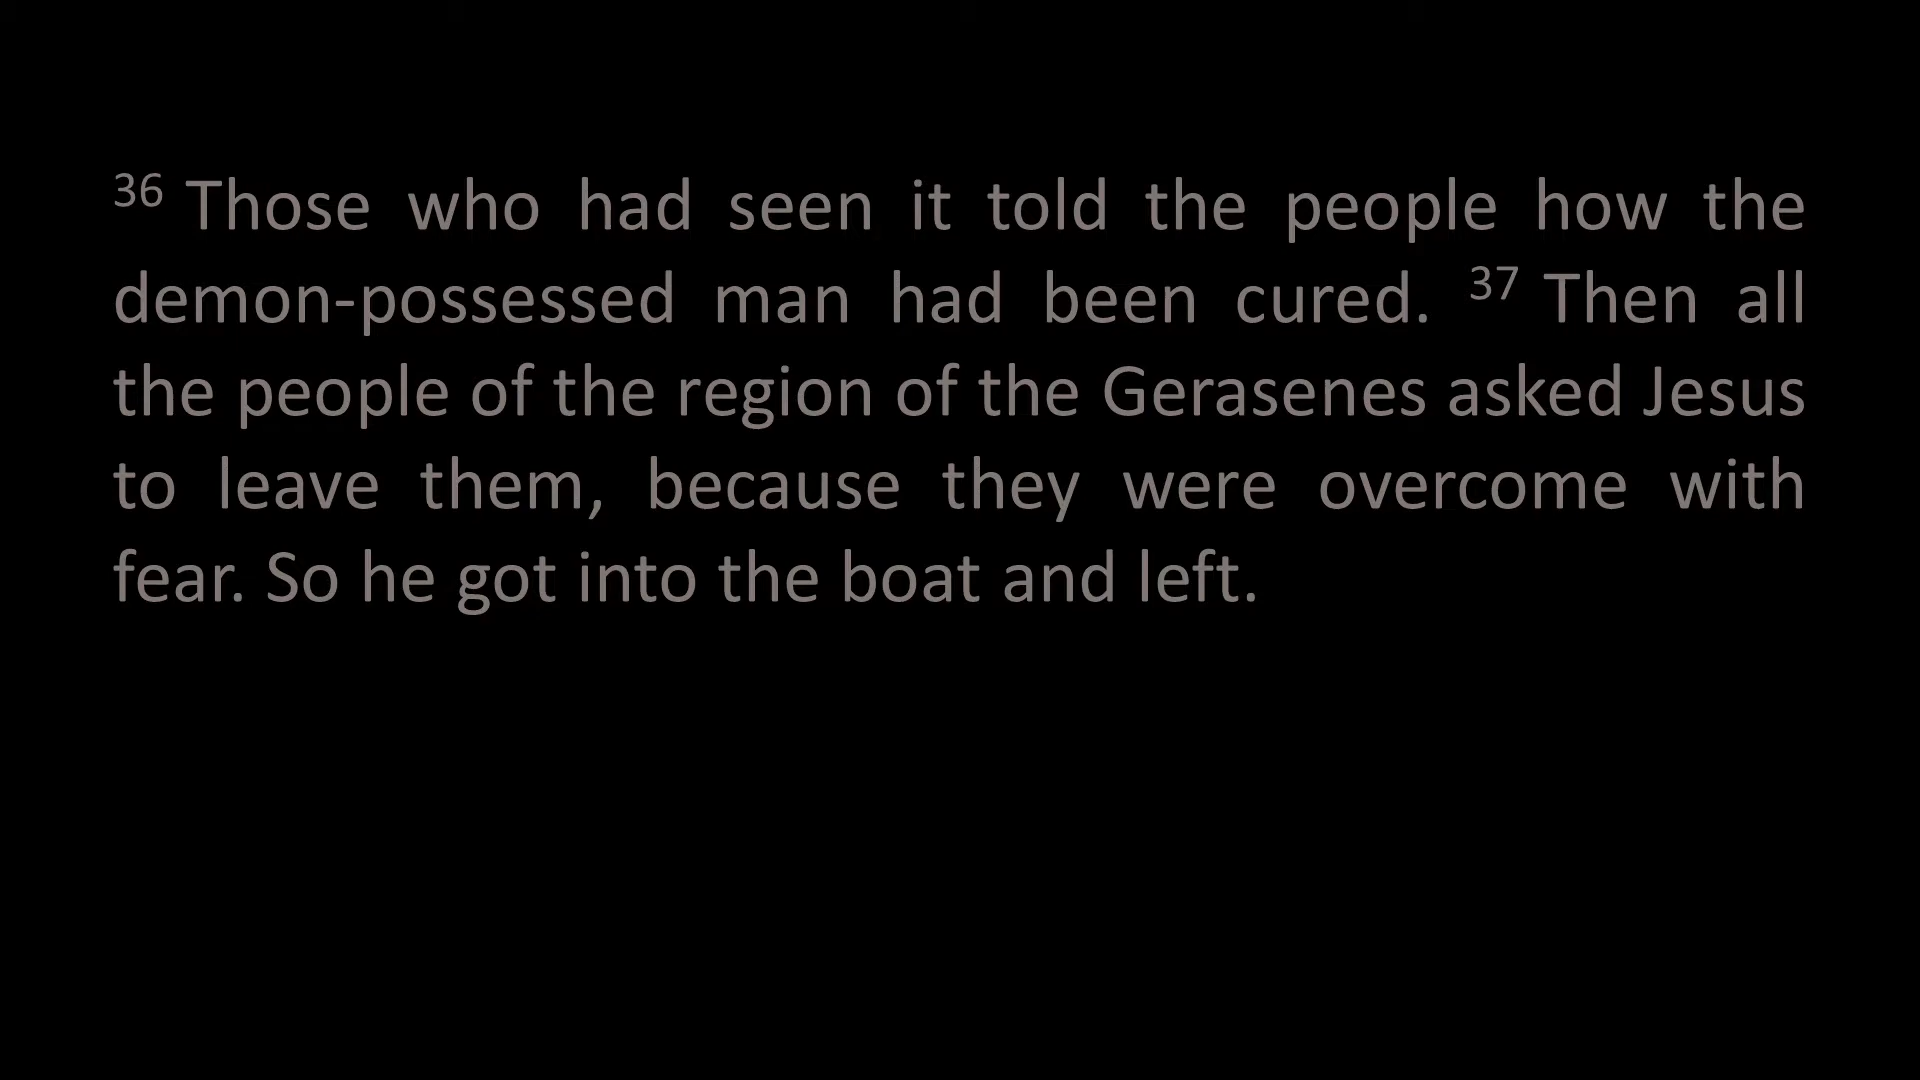 36 Those who had seen it told the people how the
demon-possessed man had been cured. 37 Then all
the people of the region of the Gerasenes asked Jesus
to leave them, because they were overcome with
fear. So he got into the boat and left.